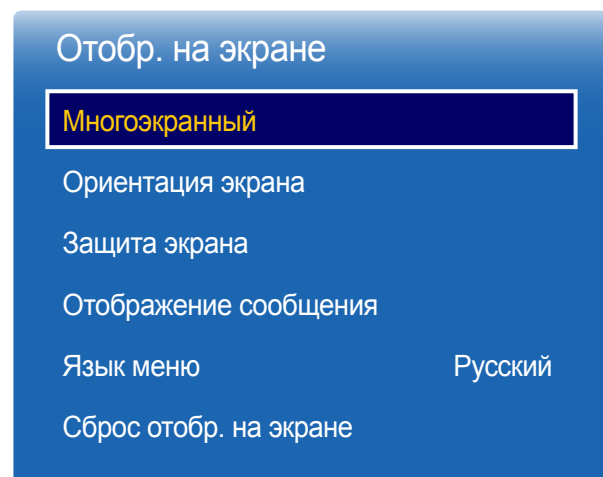 Отобр. на экране
Многоэкранный
Ориентация экрана
Защита экрана
Отображение сообщения
Язык меню Русский
Сброс отобр. на экране